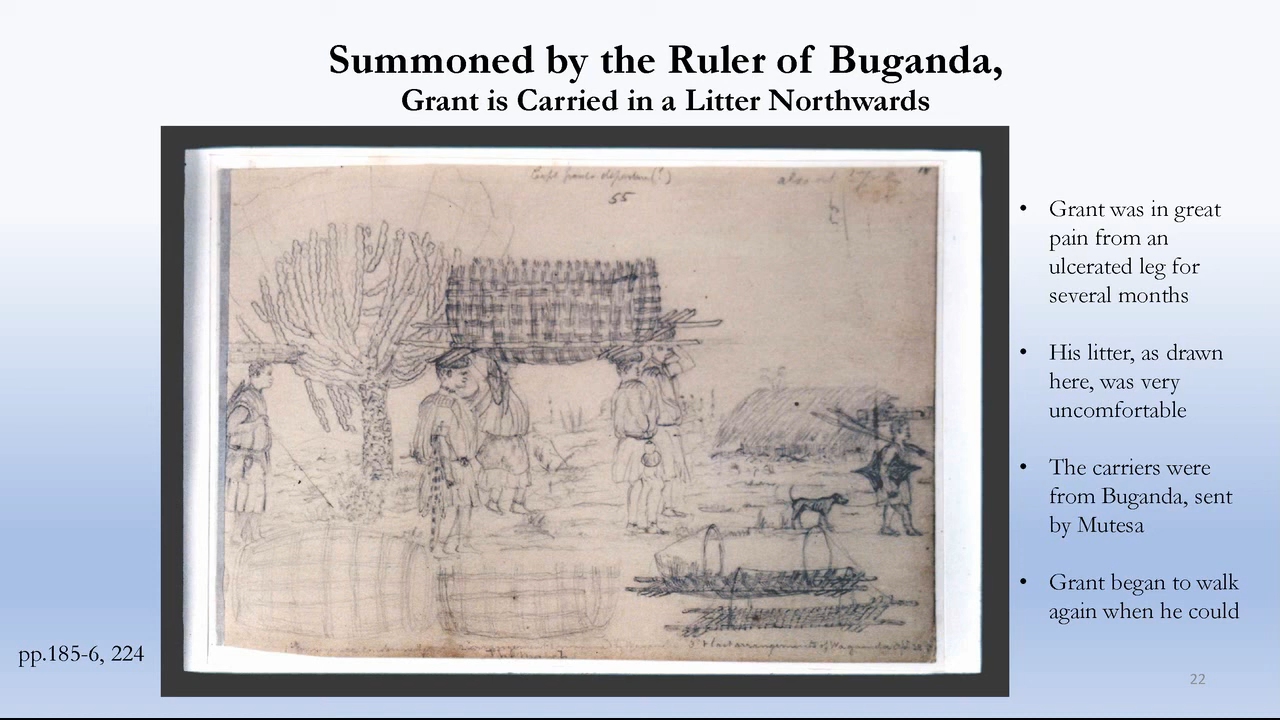 Summoned by the Ruler of Buganda,
Grant is Carried in a Litter Northwards
55
• Grant was in great
pain from an
ulcerated leg for
several months
• His litter, as drawn
here, was very
uncomfortable
• The carriers were
from Buganda, sent
by Mutesa
• Grant began to walk
again when he could
pp.185-6, 224
22